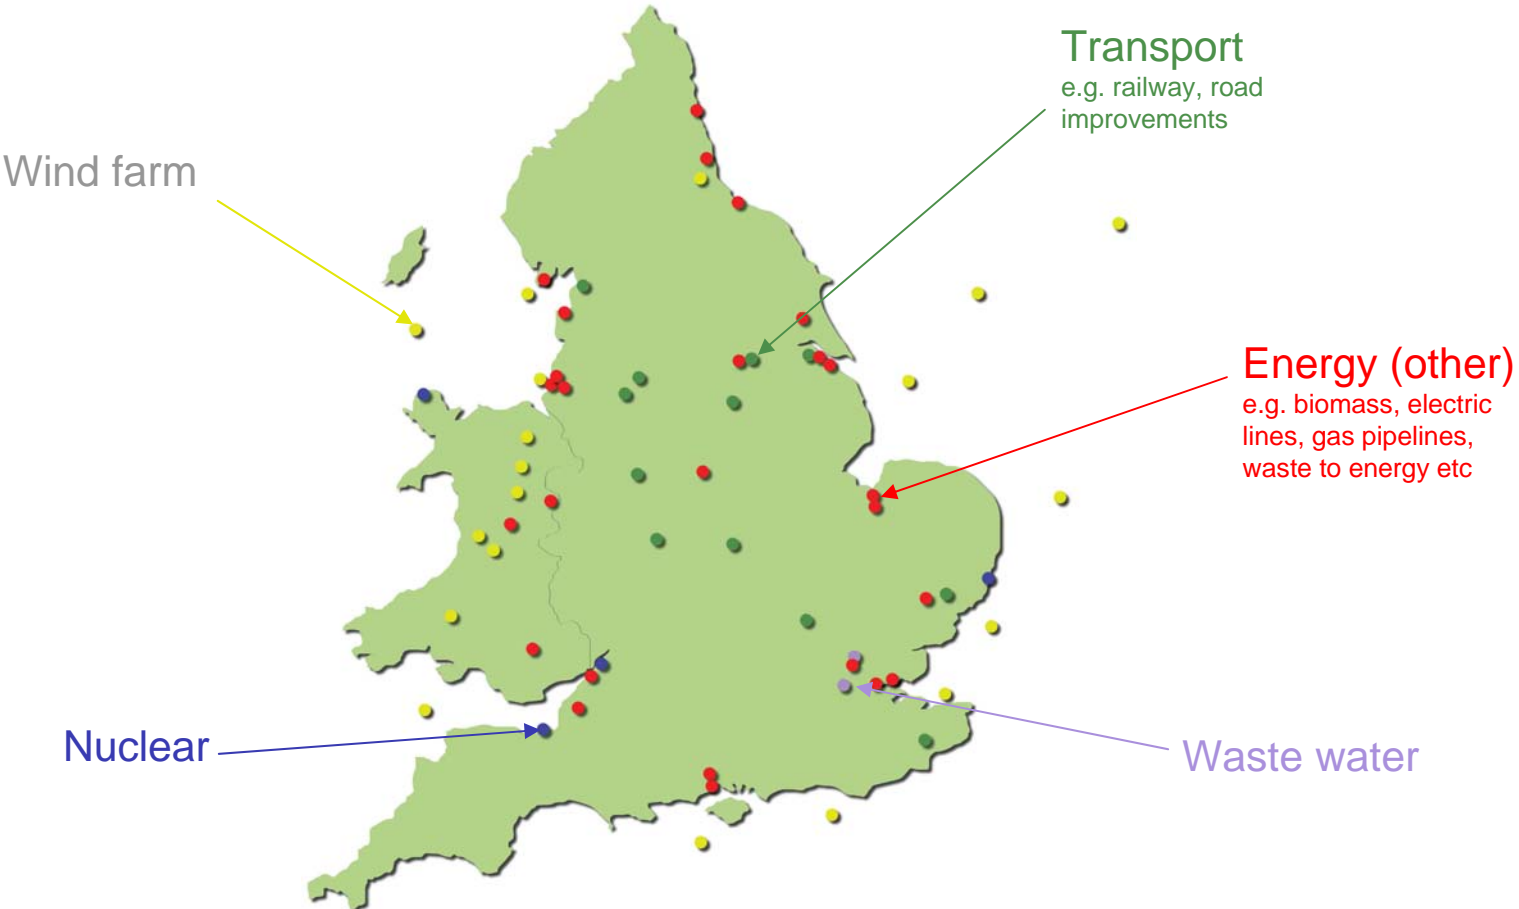 Transport
e.g. railway, road
improvements
Wind farm
Energy (other)
e.g. biomass, electric
lines, gas pipelines,
waste to energy etc
Nuclear
Waste water